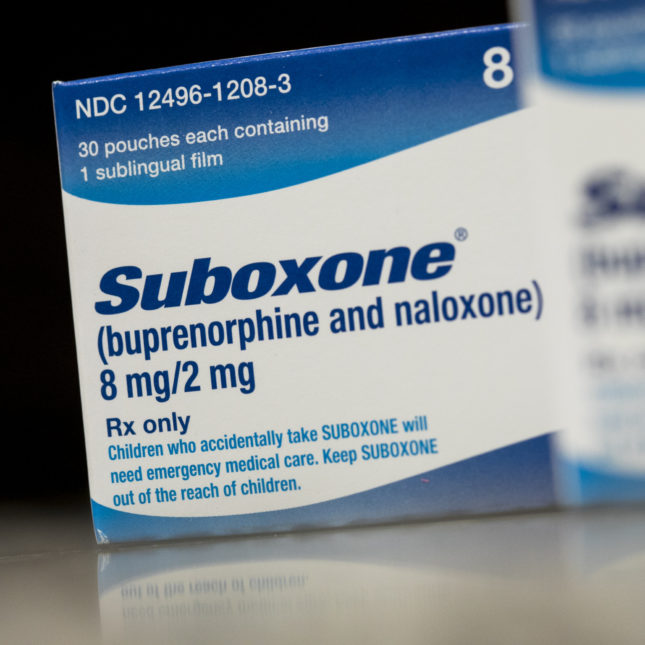 NDC 12496-1208-3
8
30 pouches each containing
1 sublingual film
Suboxone®
(buprenorphine and naloxone)
8 mg/2 mg
Rx only
Children who accidentally take SUBOXONE will
need emergency medical care. Keep SUBOXONE
out of the reach of children.